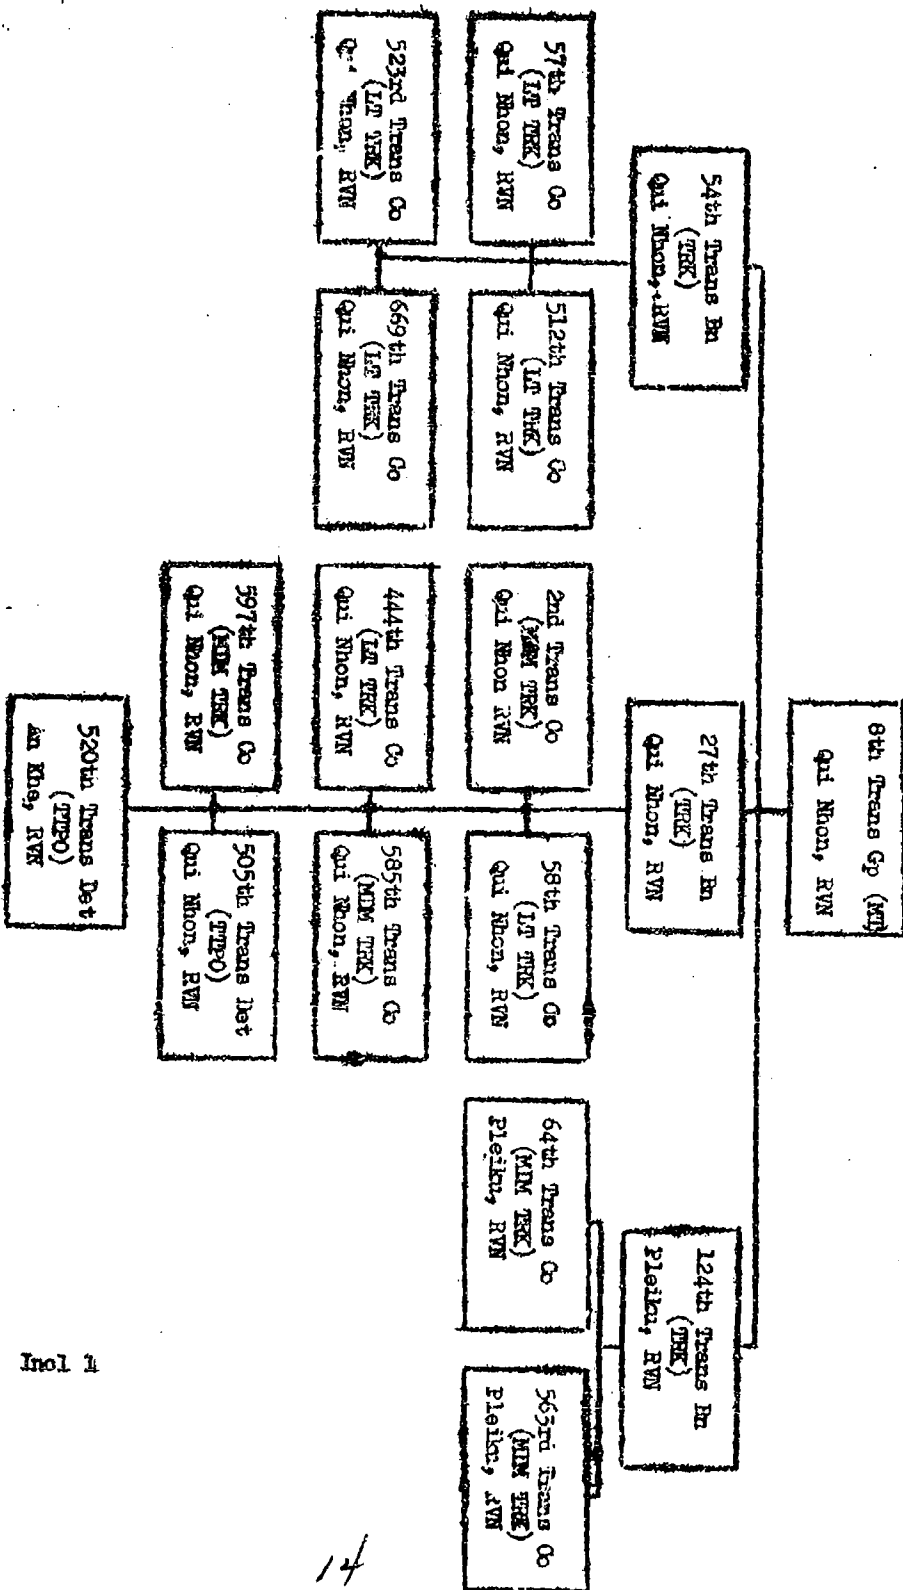 8th Trans Gp (MT)
Qui Nhon, RVN
54th Trans Bn
(TRK)
Qui Nhon, RVN
27th Trans Bn
(TRK)
Qui Nhon, RVN
124th Trans Bn
(TRK)
Pleiku, RVN
57th Trans Co
(LT TRK)
Qui Nhon, RVN
512th Trans Co
(LT TRK)
Qui Nhon, RVN
2nd Trans Co
(MDM TRK)
Qui Nhon RVN
58th Trans Co
(LT TRK)
Qui Nhon, RVN
64th Trans Co
(MDM TRK)
Pleiku, RVN
563rd Trans Co
(MDM TRK)
Pleiku, RVN
523rd Trans Co
(LT TRK)
Qui Nhon, RVN
669th Trans Co
(LT TRK)
Qui Nhon, RVN
444th Trans Co
(LT TRK)
Qui Nhon, RVN
585th Trans Co
(MDM TRK)
Qui Nhon, RVN
597th Trans Co
(MDM TRK)
Qui Nhon, RVN
505th Trans Det
(TTPO)
Qui Nhon, RVN
520th Trans Det
(TTPO)
An Khe, RVN
Incl 1
14